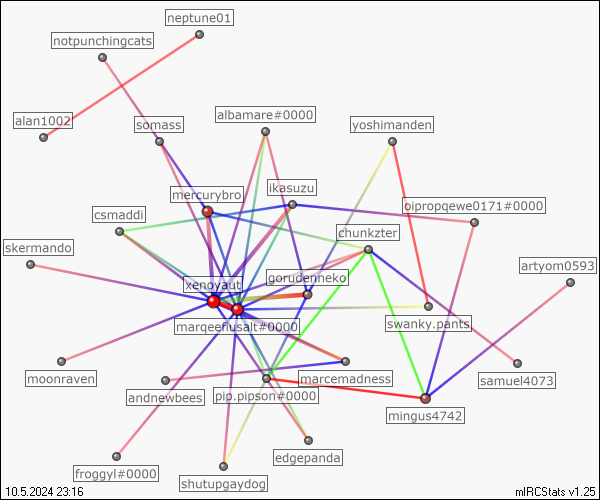 neptune01
notpunchingcats
alan1002
somass
albamare#0000
yoshimanden
mercurybro
ikasuzu
oipropqewe0171#0000
csmaddi
chunkzter
skermando
artyom0593
xenoyaut
gorudenneko
marqeeflusalt#0000
swanky.pants
moonraven
marcemadness
samuel4073
andnewbees
pip.pipson#0000
mingus4742
edgepanda
froggyl#0000
shutupgaydog
10.5.2024 23:16
mIRCStats v1.25